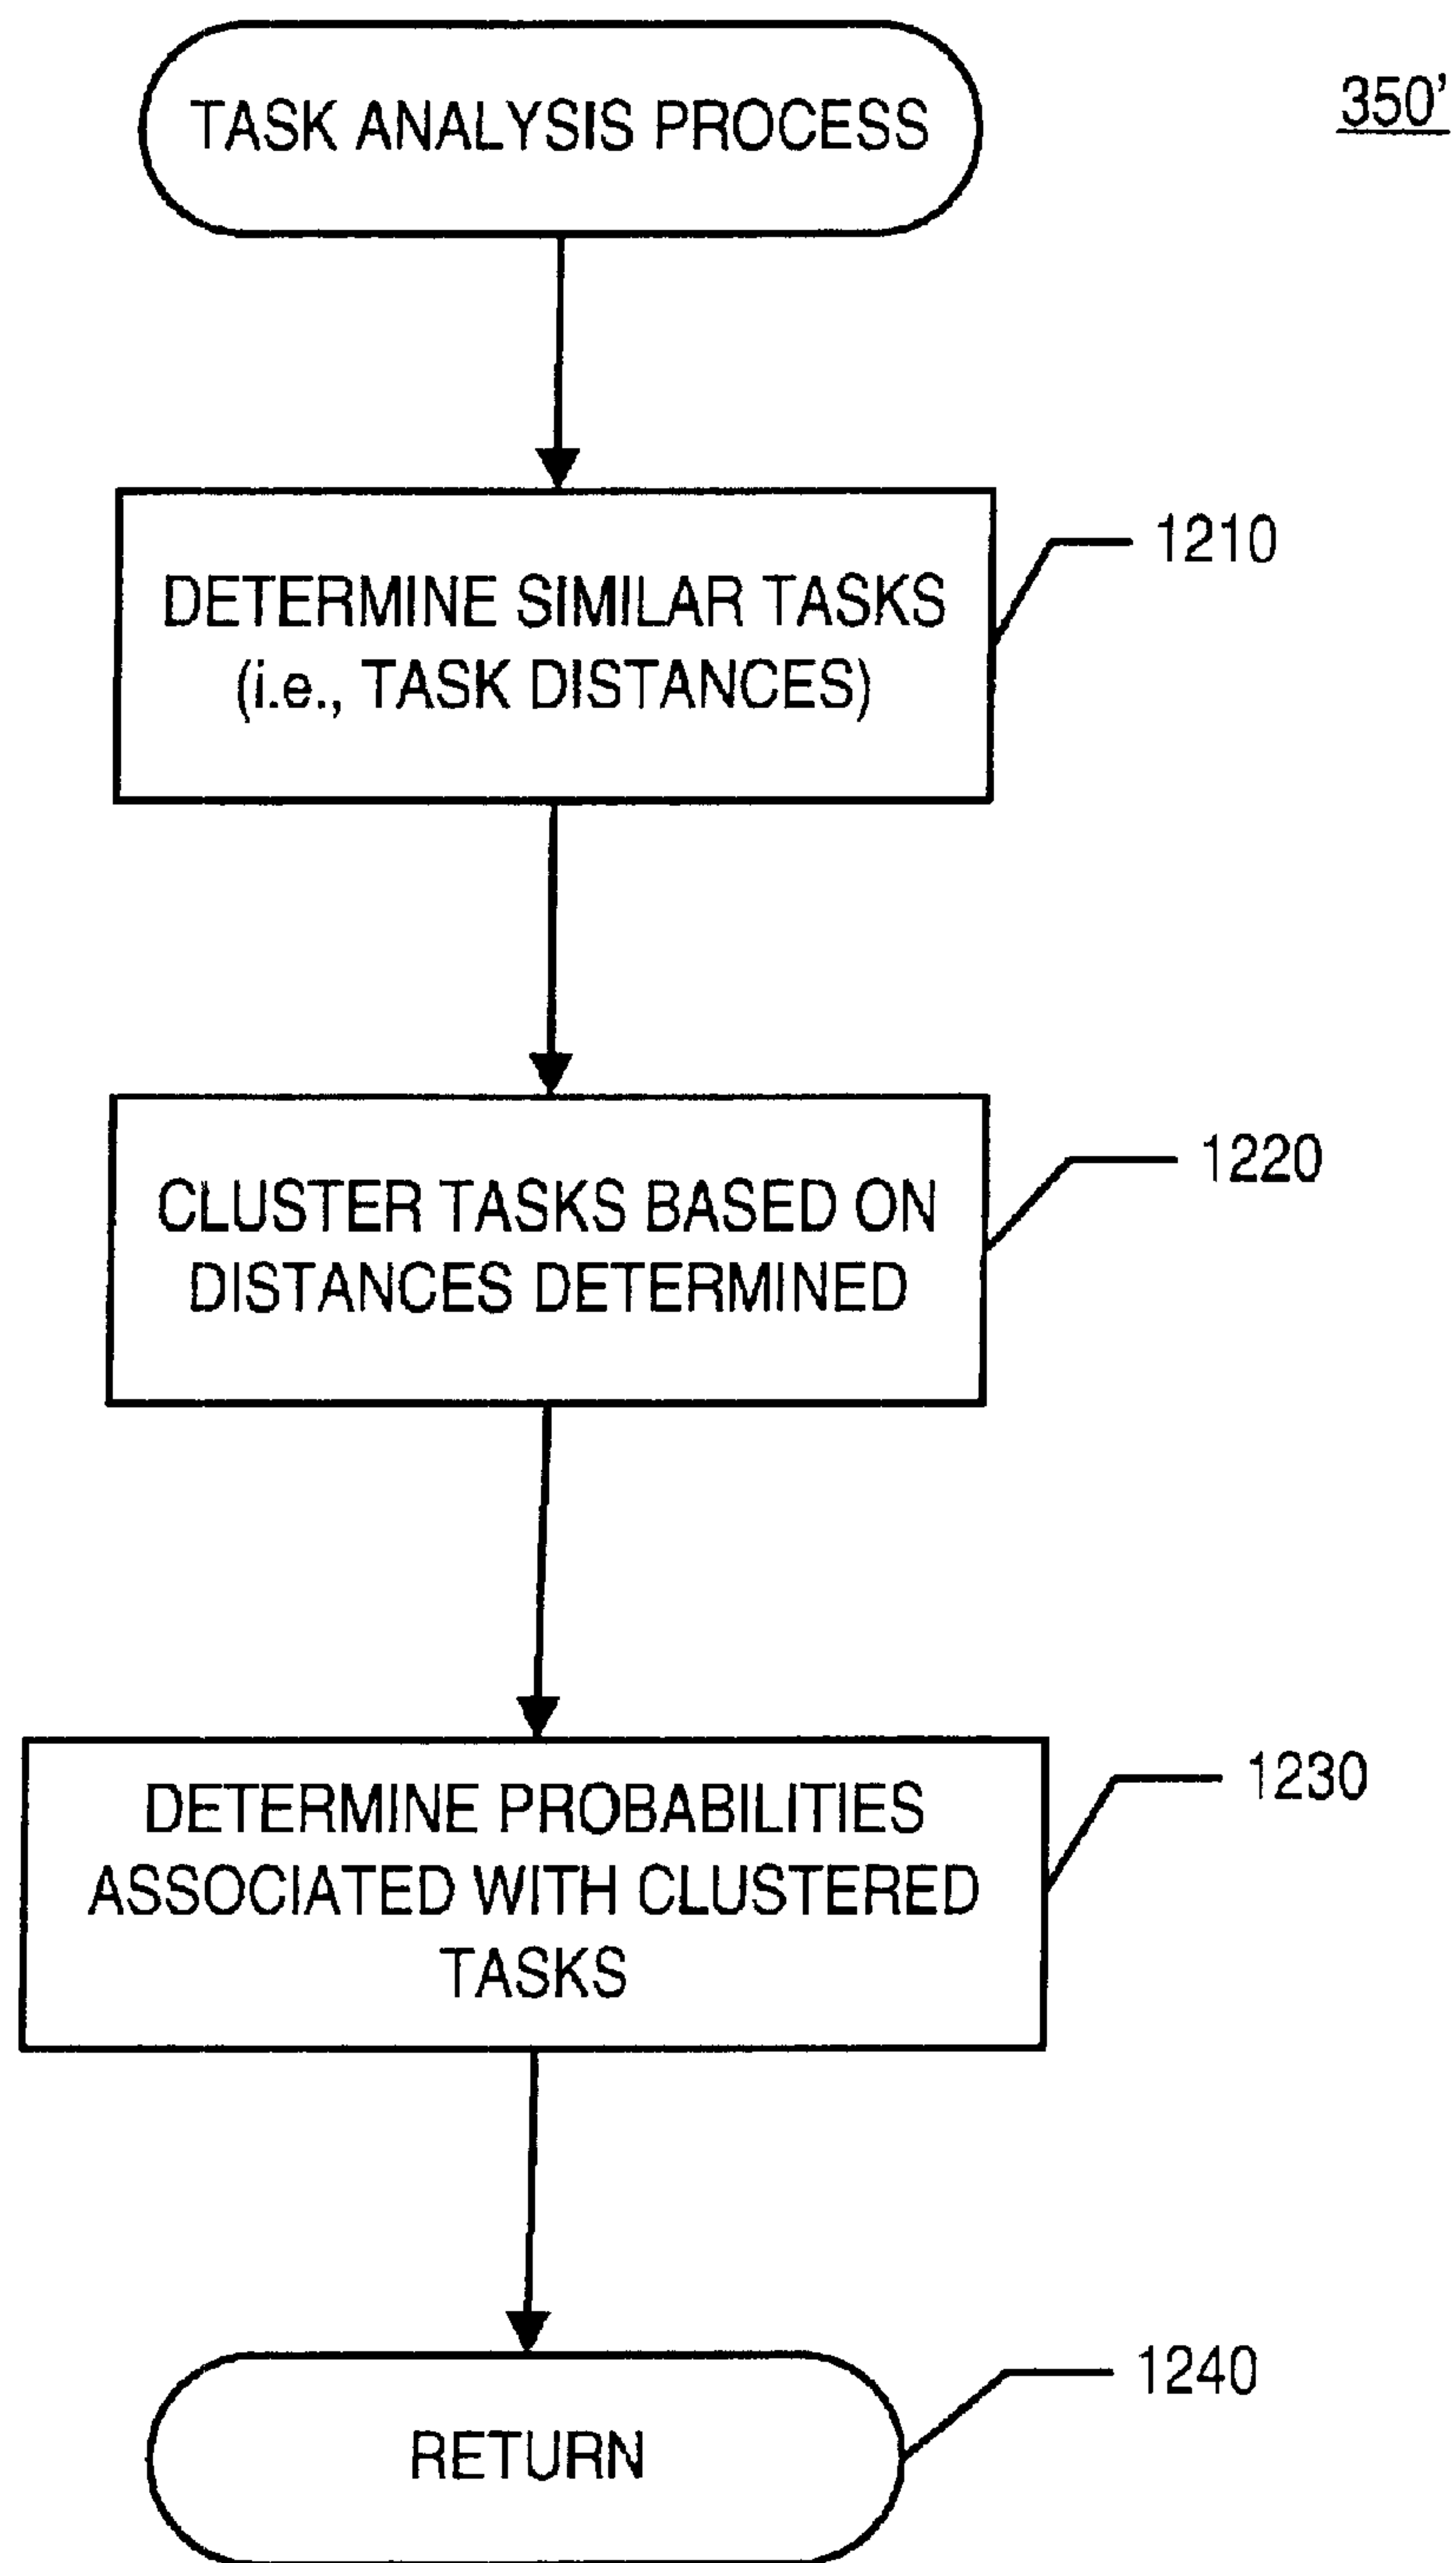 TASK ANALYSIS PROCESS
350'
DETERMINE SIMILAR TASKS
(i.e., TASK DISTANCES)
1210
CLUSTER TASKS BASED ON
DISTANCES DETERMINED
1220
DETERMINE PROBABILITIES
ASSOCIATED WITH CLUSTERED
TASKS
1230
RETURN
1240